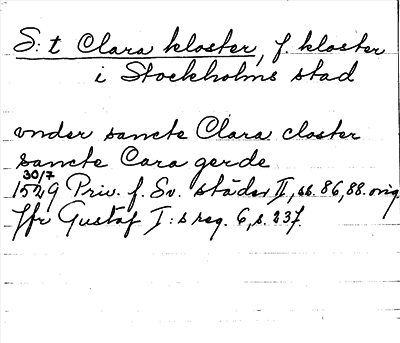 S:t Clara kloster, f. kloster
i Stockholms stad
vnder sancte Clara closter
sancte Cara gerde
30/7
1529 Priv. f. Sv. städer II, ss. 86, 88. orig.
Jfr Gustaf I:s reg. 6, s. 237.